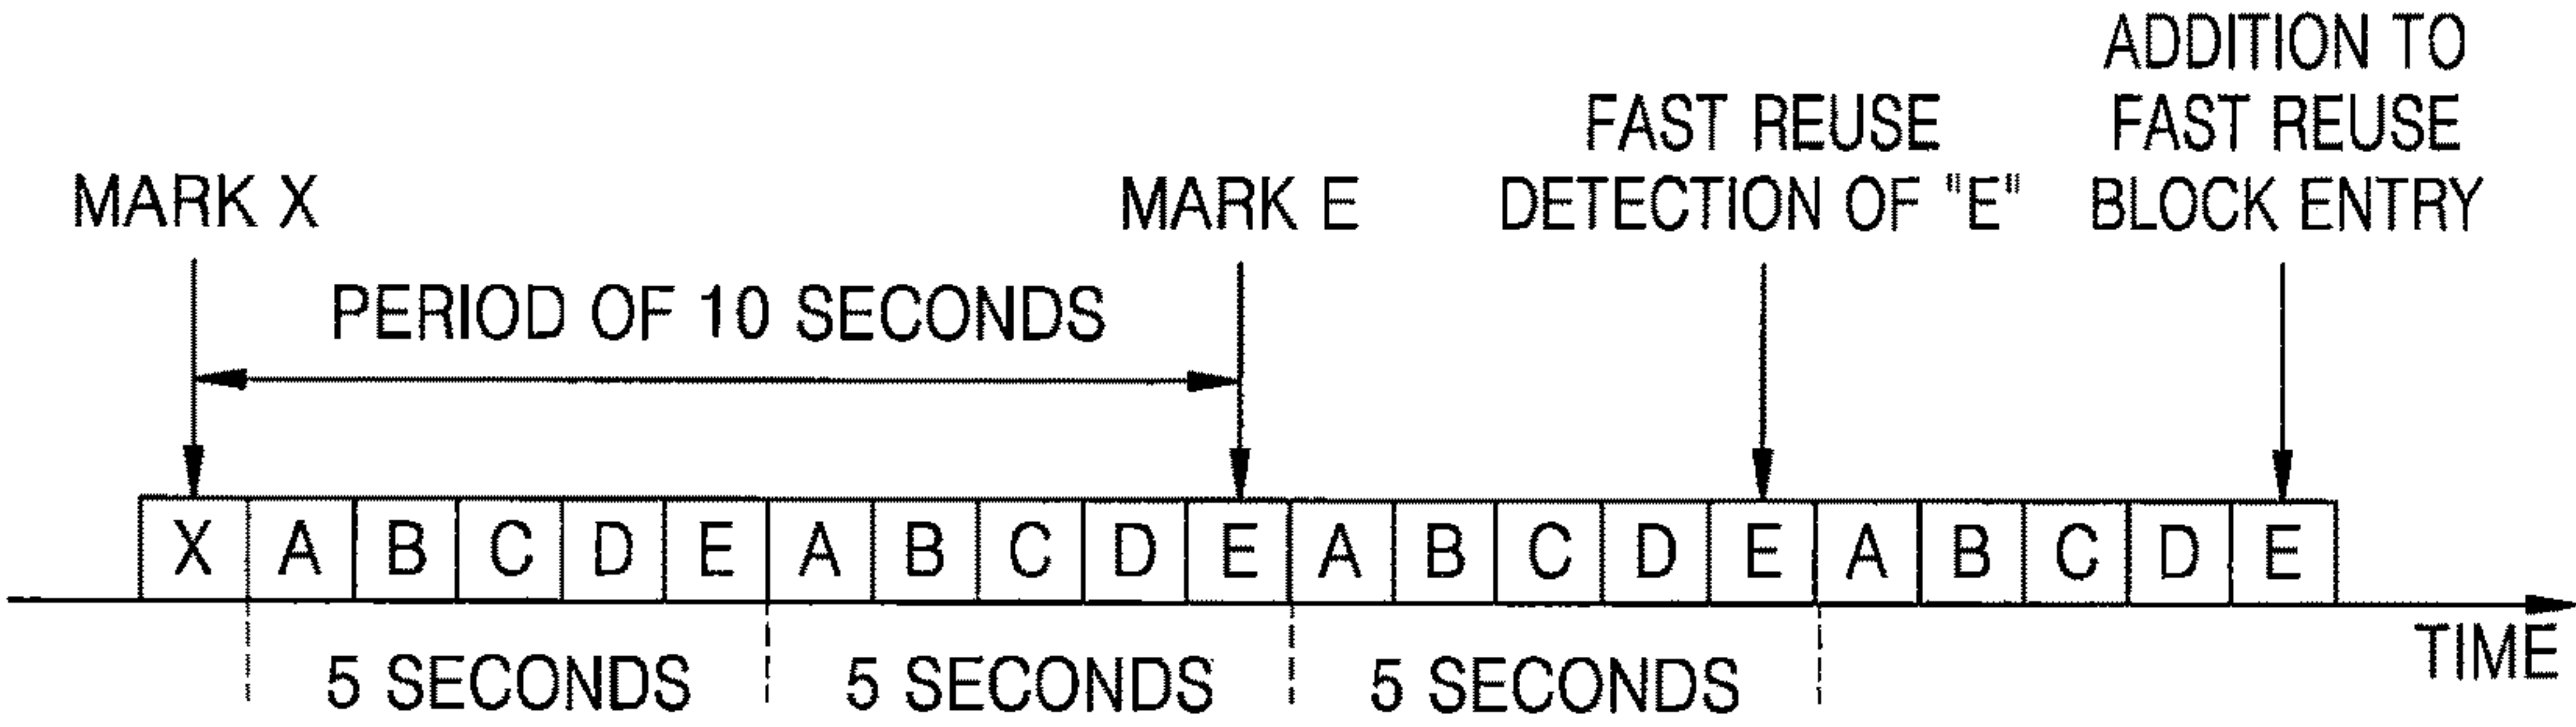 ADDITION TO
FAST REUSE
BLOCK ENTRY
FAST REUSE
DETECTION OF "E"
MARK X
MARK E
PERIOD OF 10 SECONDS
X A B C D E A B C D E A B C D E A B C D E
TIME
5 SECONDS 5 SECONDS 5 SECONDS